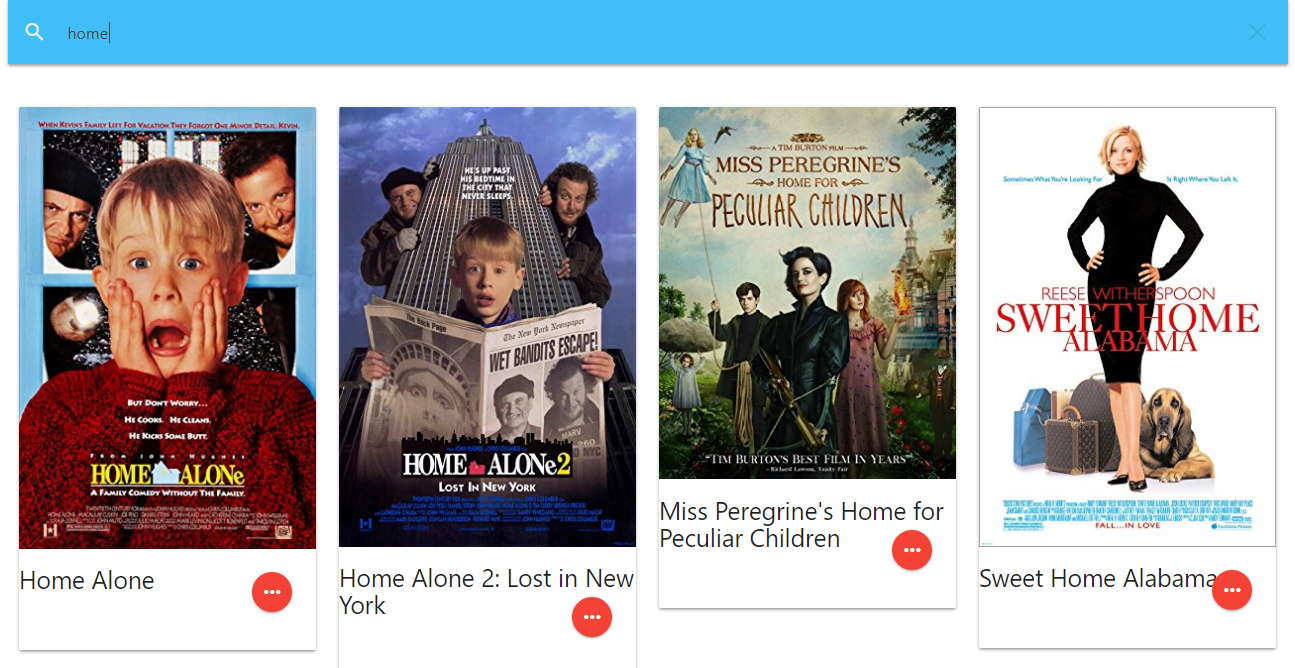 home
WHEN KEVIN'S FAMILY LEFT FOR VACATION THEY FORGOT ONE MINOR DETAIL: KEVIN.
BUT DON'T WORRY...
HE COOKS. HE CLEANS.
HE KICKS SOME BUTT.
FROM JOHN HUGHES
HOME ALONe
A FAMILY COMEDY WITHOUT THE FAMILY.
Home Alone
HE'S UP PAST
HIS BEDTIME IN
THE CITY THAT
NEVER SLEEPS.
The Back Page
The New York Newspaper
WET BANDITS ESCAPE!
MARV
HOME ALONe2
LOST IN NEW YORK
Home Alone 2: Lost in New
York
A TIM BURTON FILM
MISS PEREGRINE'S
HOME FOR
PECULIAR CHILDREN
"TIM BURTON'S BEST FILM IN YEARS"
- Richard Lawson, Vanity Fair
Miss Peregrine's Home for
Peculiar Children
Sometimes What You're Looking For Is Right Where You Left It.
REESE WITHERSPOON
SWEET HOME
ALABAMA
FALL...IN LOVE
Sweet Home Alabama